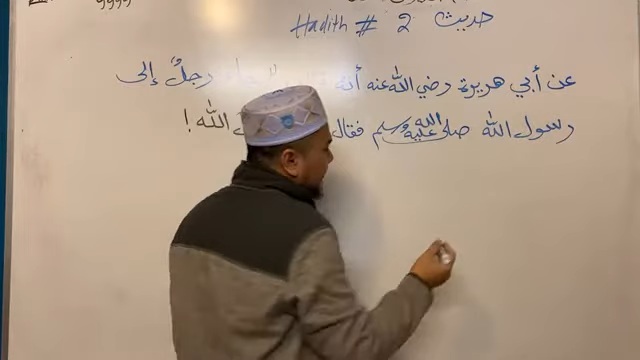 Hadith # 2 حديث
عن أبي هريرة رضي الله عنه أنه جاء رجلٌ إلى
رسول الله صلى الله عليه وسلم فقال الله!